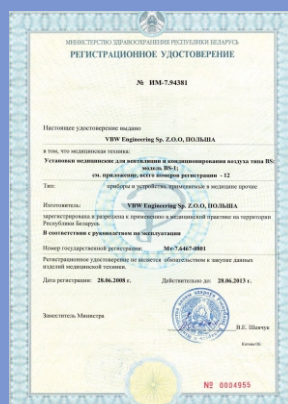 МИНИСТЕРСТВО ЗДРАВООХРАНЕНИЯ РЕСПУБЛИКИ БЕЛАРУСЬ
РЕГИСТРАЦИОННОЕ УДОСТОВЕРЕНИЕ
№ ИМ-7.94381
Настоящее удостоверение выдано
VBW Engineering Sp. Z.O.O, ПОЛЬША
в том, что медицинская техника:
Установки медицинские для вентиляции и кондиционирования воздуха типа BS:
модель BS-1;
см. приложение, всего номеров регистрации - 12
Тип: приборы и устройства, применяемые в медицине прочие
Изготовитель: VBW Engineering Sp. Z.O.O, ПОЛЬША
зарегистрирована и разрешена к применению в медицинской практике на территории
Республики Беларусь
В соответствии с руководством по эксплуатации
Номер государственной регистрации: Мт-7.6467-0801
Регистрационное удостоверение не является обязательством к закупке данных
изделий медицинской техники.
Дата регистрации: 28.06.2008 г. Действительно до: 28.06.2013 г.
Заместитель Министра
В.Е. Шевчук
№ 0004955